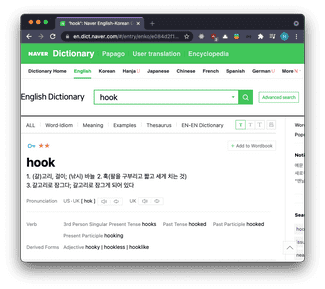 "hook": Naver English-Korean
en.dict.naver.com/#/entry/enko/e084d2f1...
NAVER Dictionary Papago User translation Encyclopedia
Dictionary Home English Korean Hanja Japanese Chinese French Spanish German More
English Dictionary hook Advanced search
ALL Word·idiom Meaning Examples Thesaurus EN-EN Dictionary
+ Add to Wordbook
hook
1. (갈)고리, 걸이; (낚시) 바늘 2. 훅(팔을 구부리고 짧고 세게 치는 것)
3. 갈고리로 잠그다; 갈고리로 잠그게 되어 있다
Pronunciation US·UK [ hok ] US UK
Verb 3rd Person Singular Present Tense hooks Past Tense hooked Past Participle hooked
Present Participle hooking
Derived Forms Adjective hooky | hookless | hooklike